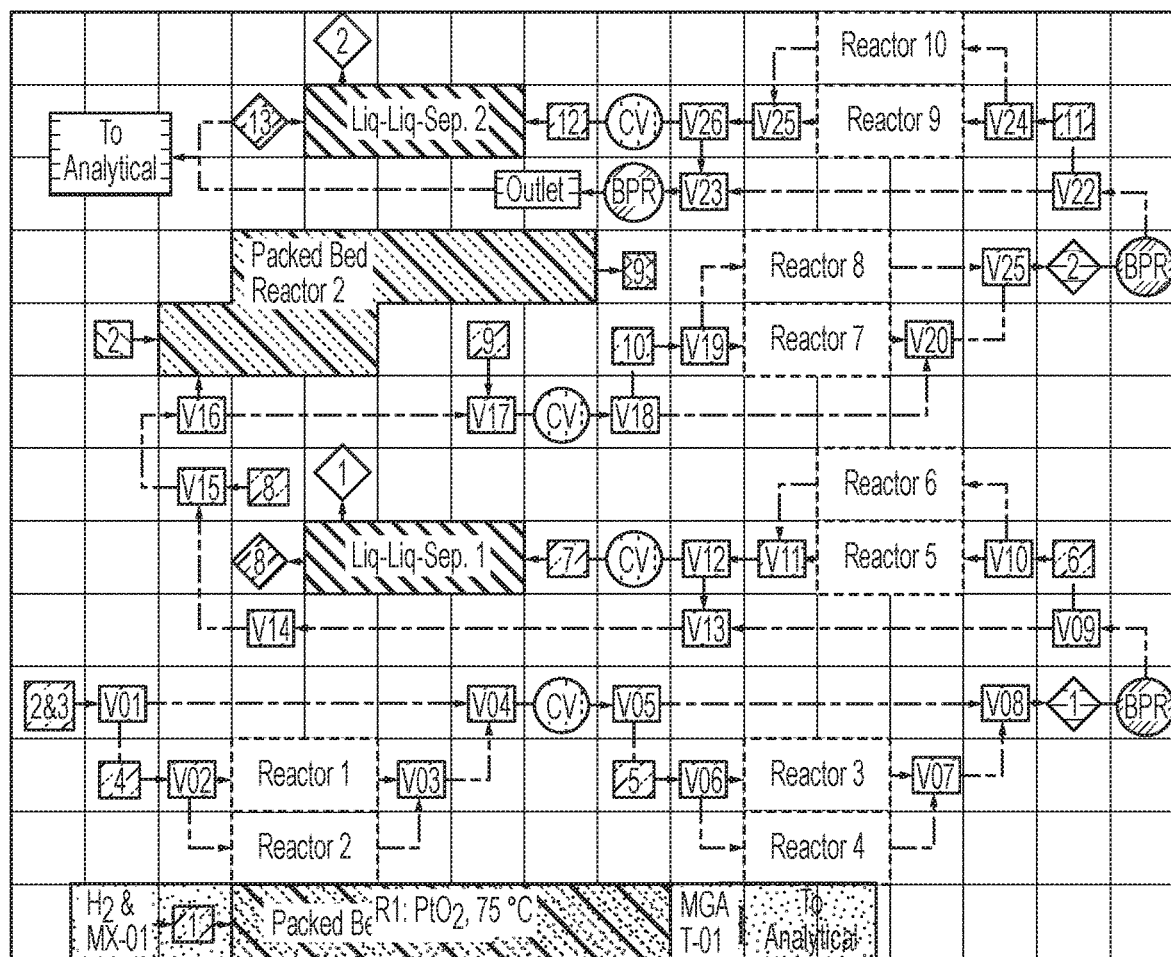 2
Reactor 10
13
Liq-Liq-Sep. 2
12
CV
V26
V25
Reactor 9
V24
11
To
Analytical
Outlet
BPR
V23
V22
Packed Bed
Reactor 2
9
Reactor 8
V25
2
BPR
2
9
10
V19
Reactor 7
V20
V16
V17
CV
V18
1
Reactor 6
V15
8
8
Liq-Liq-Sep. 1
7
CV
V12
V11
Reactor 5
V10
6
V14
V13
V09
2&3
V01
V04
CV
V05
V08
1
BPR
4
V02
Reactor 1
V03
5
V06
Reactor 3
V07
Reactor 2
Reactor 4
H2 &
MX-01
1
Packed Be
R1: PtO2, 75 °C
MGA
T-01
To
Analytical